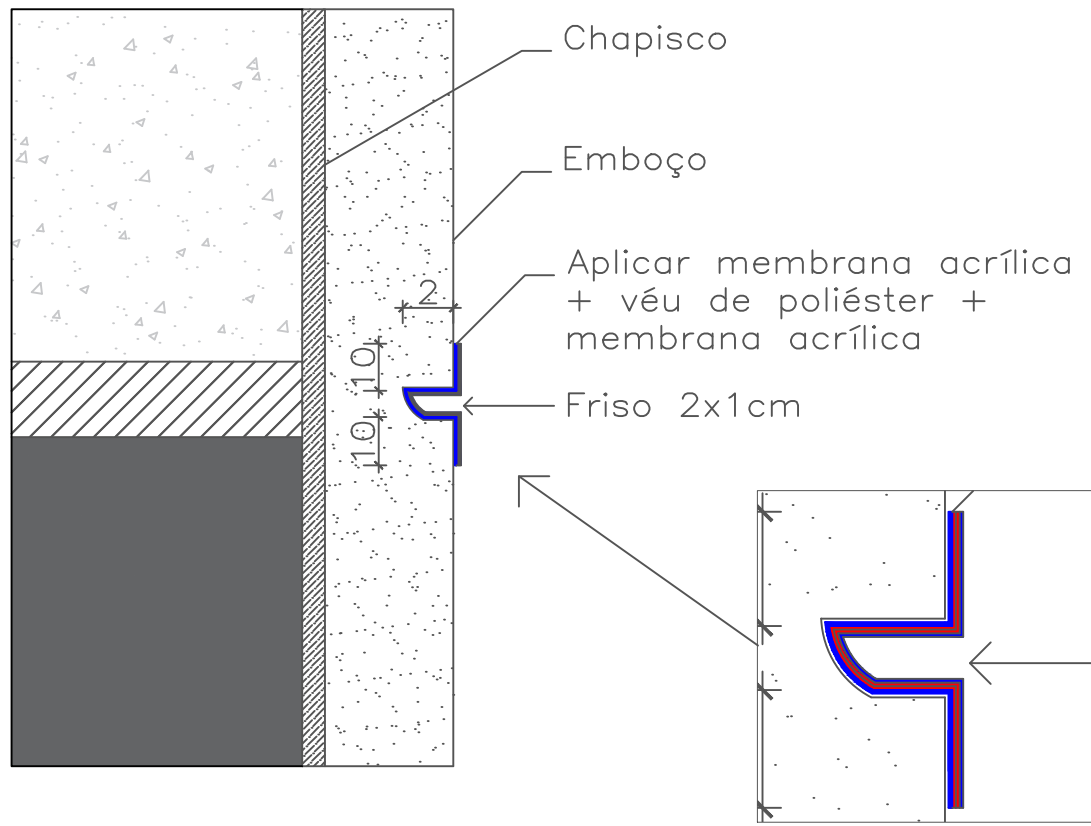 Chapisco
Emboço
Aplicar membrana acrílica
+ véu de poliéster +
membrana acrílica
2
10
Friso 2x1cm
10